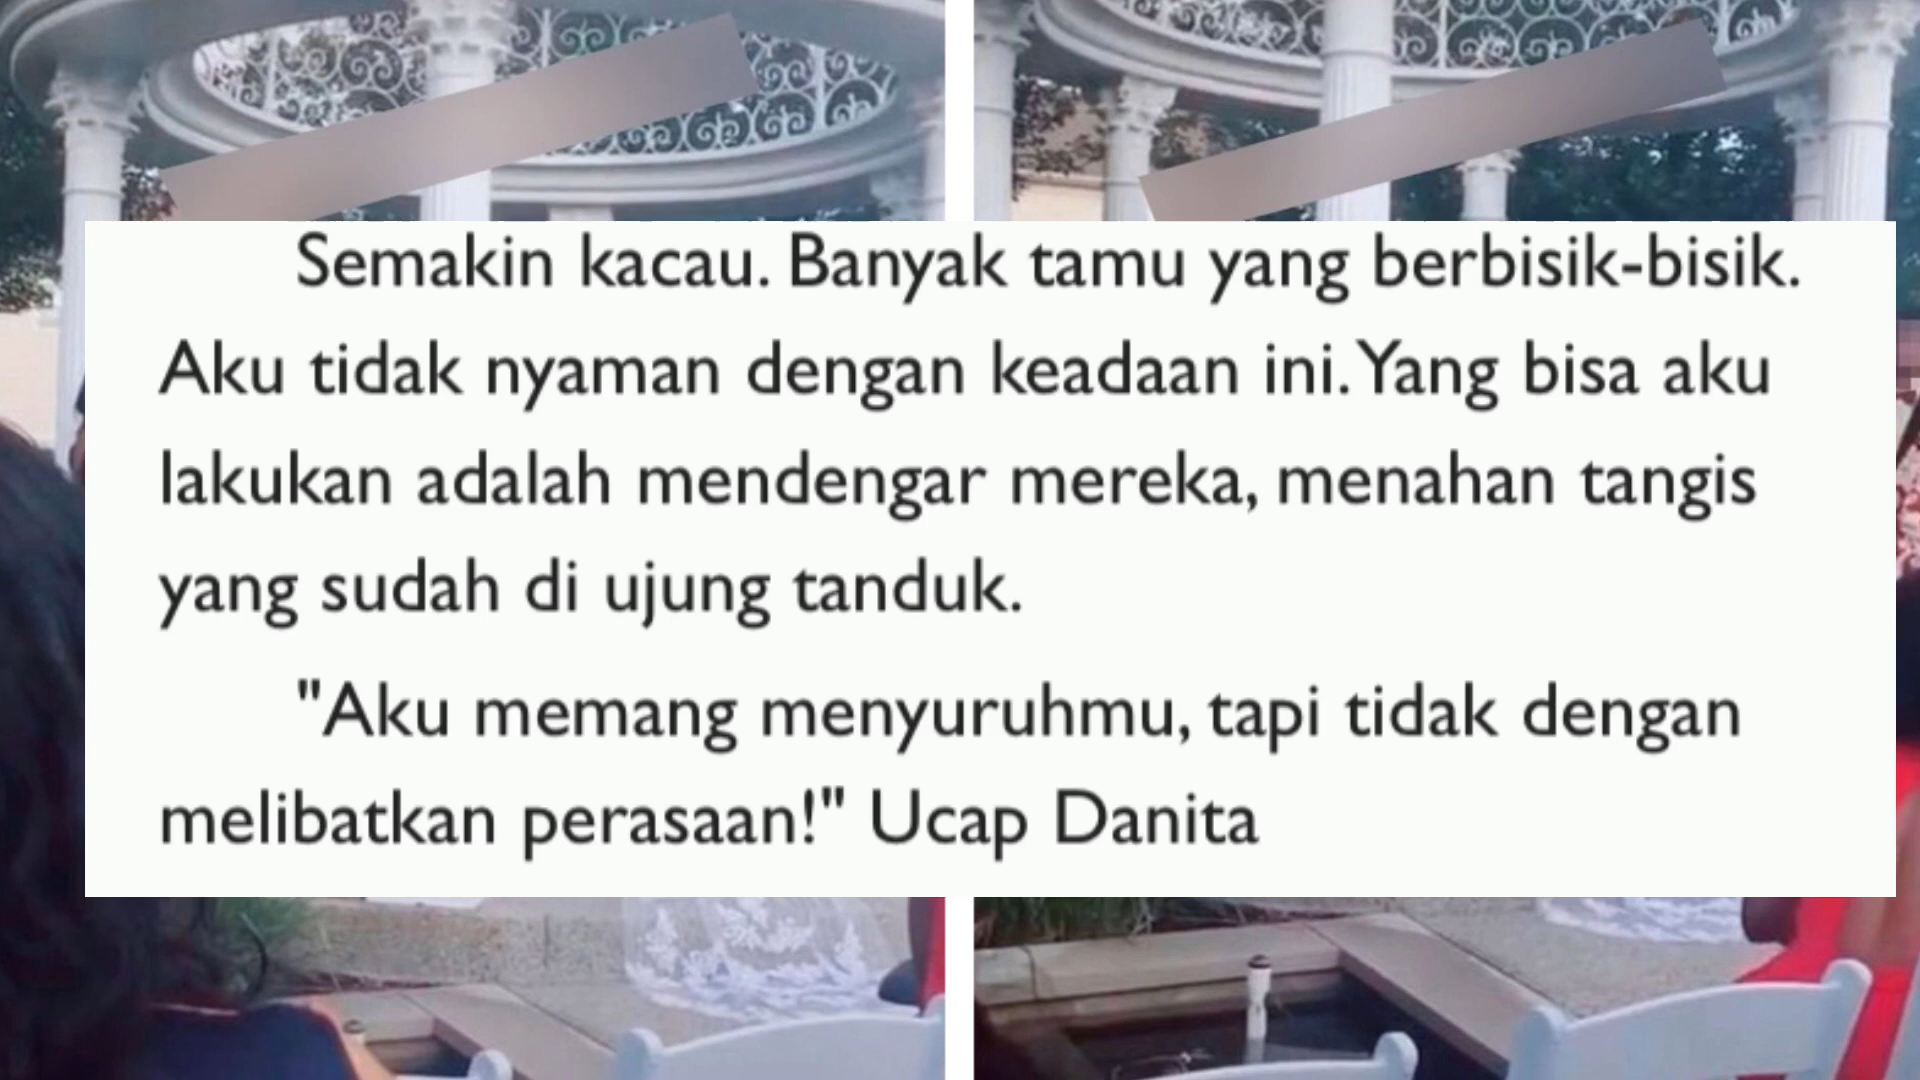 Semakin kacau. Banyak tamu yang berbisik-bisik.
Aku tidak nyaman dengan keadaan ini. Yang bisa aku
lakukan adalah mendengar mereka, menahan tangis
yang sudah di ujung tanduk.
"Aku memang menyuruhmu, tapi tidak dengan
melibatkan perasaan!" Ucap Danita